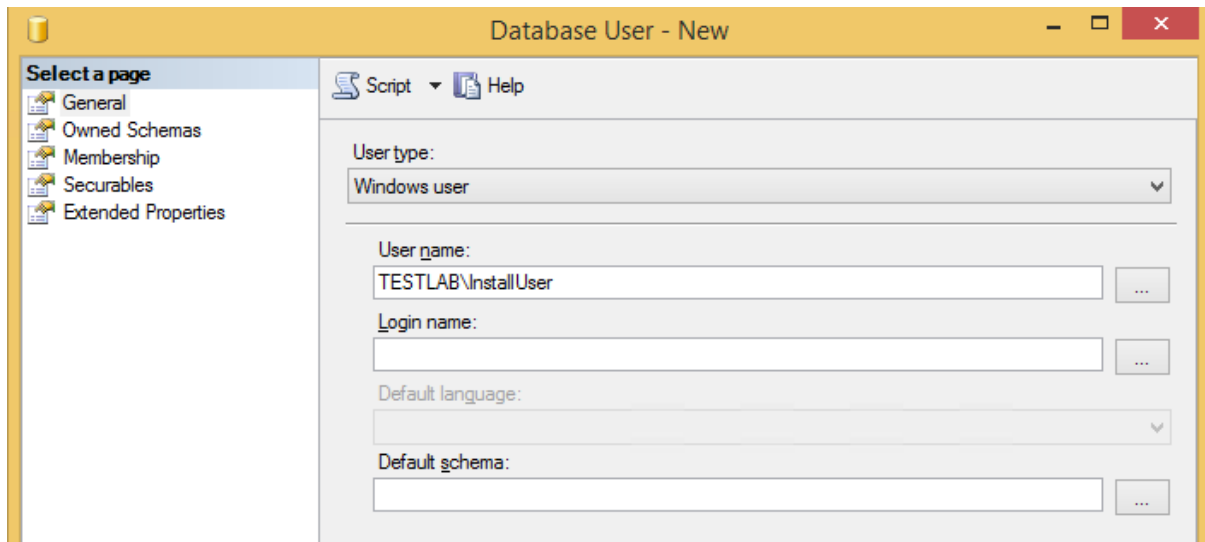 Database User - New
Select a page
General
Owned Schemas
Membership
Securables
Extended Properties
Script
Help
User type:
Windows user
User name:
TESTLAB\InstallUser
...
Login name:
...
Default language:
Default schema:
...